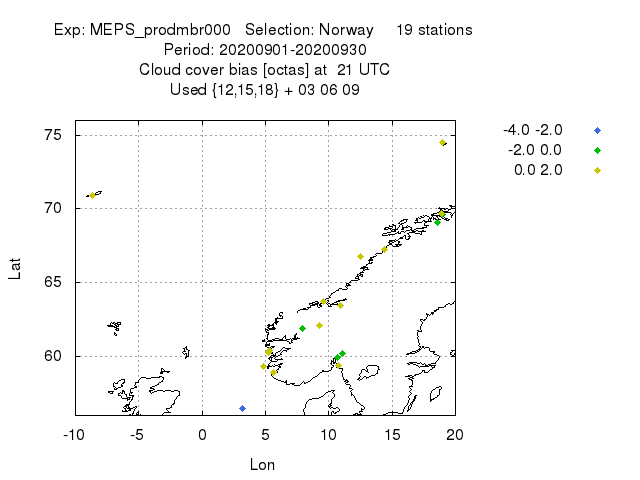 Exp: MEPS_prodmbr000 Selection: Norway 19 stations
Period: 20200901-20200930
Cloud cover bias [octas] at 21 UTC
Used {12,15,18} + 03 06 09
-4.0 -2.0
-2.0 0.0
0.0 2.0
75
70
65
60
Lat
-10 -5 0 5 10 15 20
Lon